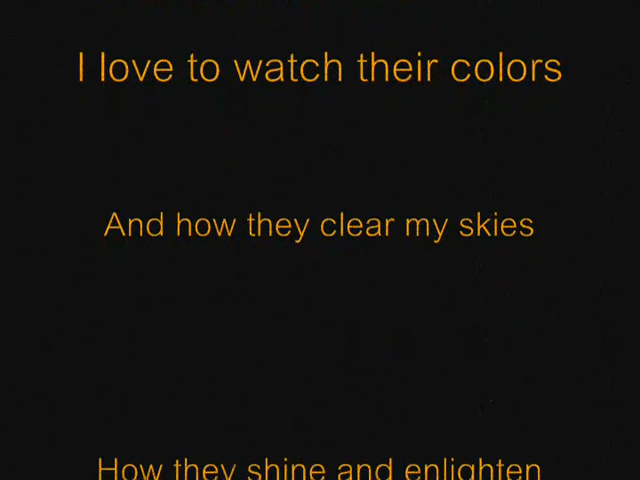 I love to watch their colors
And how they clear my skies
How they shine and enlighten